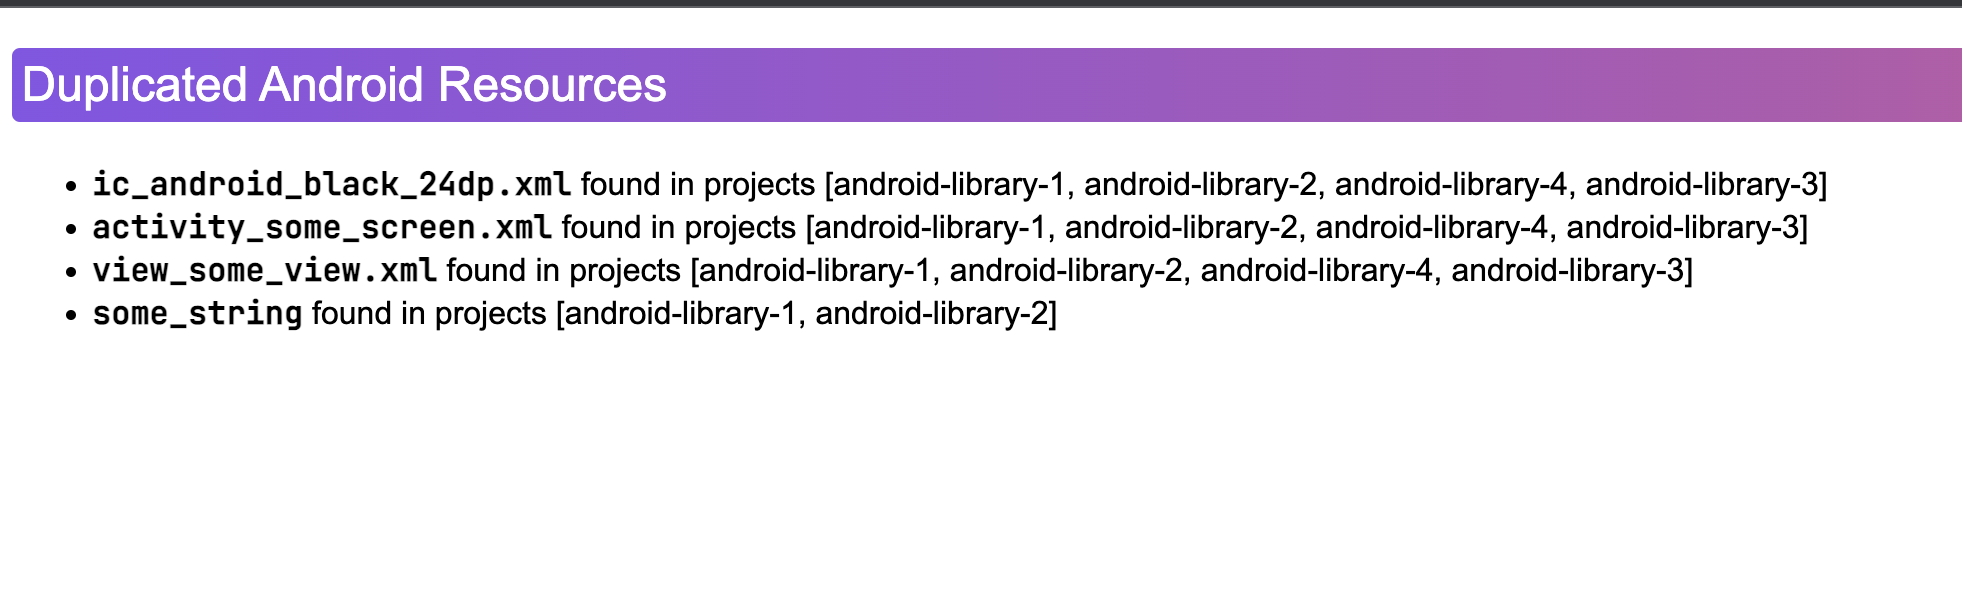 Duplicated Android Resources
• ic_android_black_24dp.xml found in projects [android-library-1, android-library-2, android-library-4, android-library-3]
• activity_some_screen.xml found in projects [android-library-1, android-library-2, android-library-4, android-library-3]
• view_some_view.xml found in projects [android-library-1, android-library-2, android-library-4, android-library-3]
• some_string found in projects [android-library-1, android-library-2]